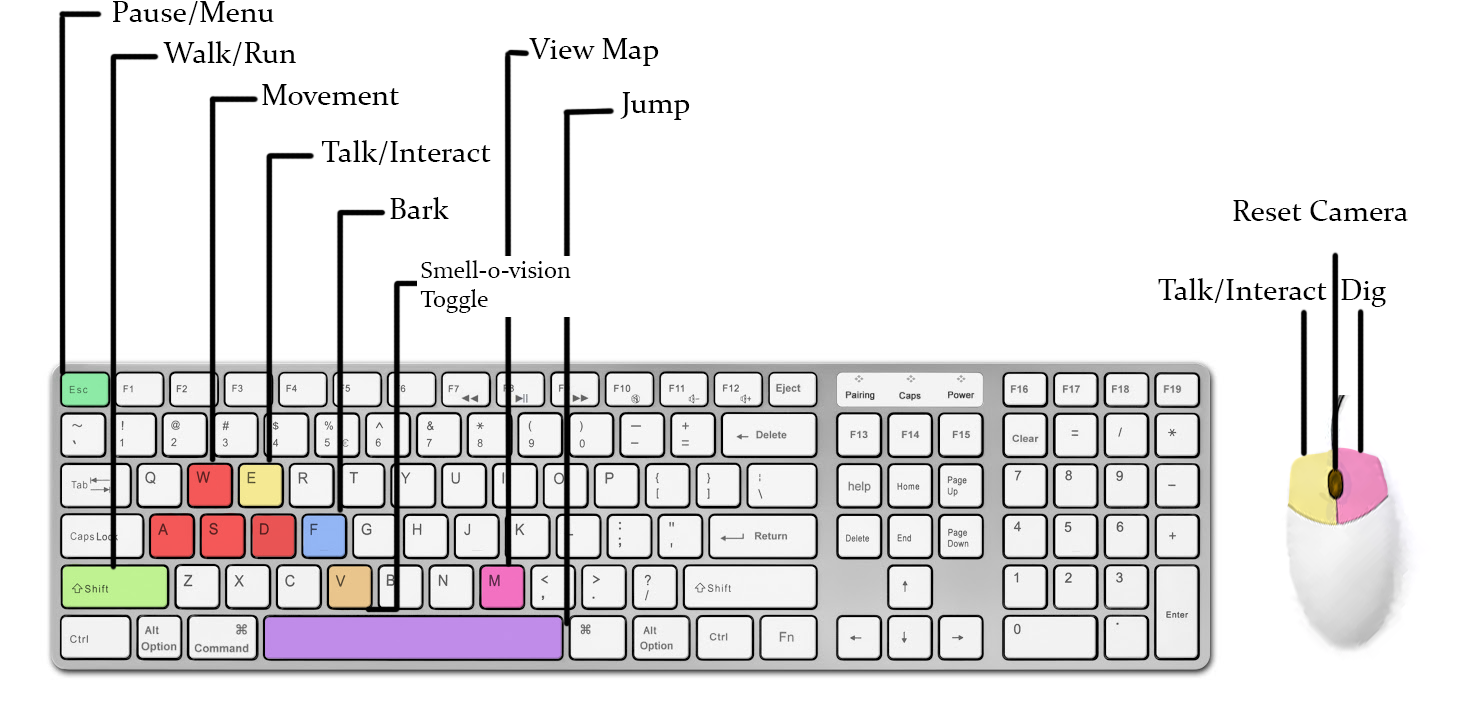 Pause/Menu
Walk/Run
View Map
Movement
Jump
Talk/Interact
Bark
Reset Camera
Smell-o-vision
Toggle
Talk/Interact Dig
Esc F1 F2 F3 F4 F5 6 F7 F8 F F10 F11 F12 Eject Pairing Caps Power F16 F17 F18 F19
~ ! @ # $ % ^ & * ( ) — +
` 1 2 3 4 5 € 6 7 8 9 0 – = ← Delete F13 F14 F15 Clear = / *
Tab Q W E R T Y U I O P { [ } ] ¦ \ help Home Page Up 7 8 9 –
Caps Lock A S D F G H J K L : ; " , Return Delete End Page Down 4 5 6 +
⇧Shift Z X C V B N M < , > . ? / ⇧Shift ↑ 1 2 3
Ctrl Alt Option ⌘ Command ⌘ Alt Option Ctrl Fn ← ↓ → 0 . Enter